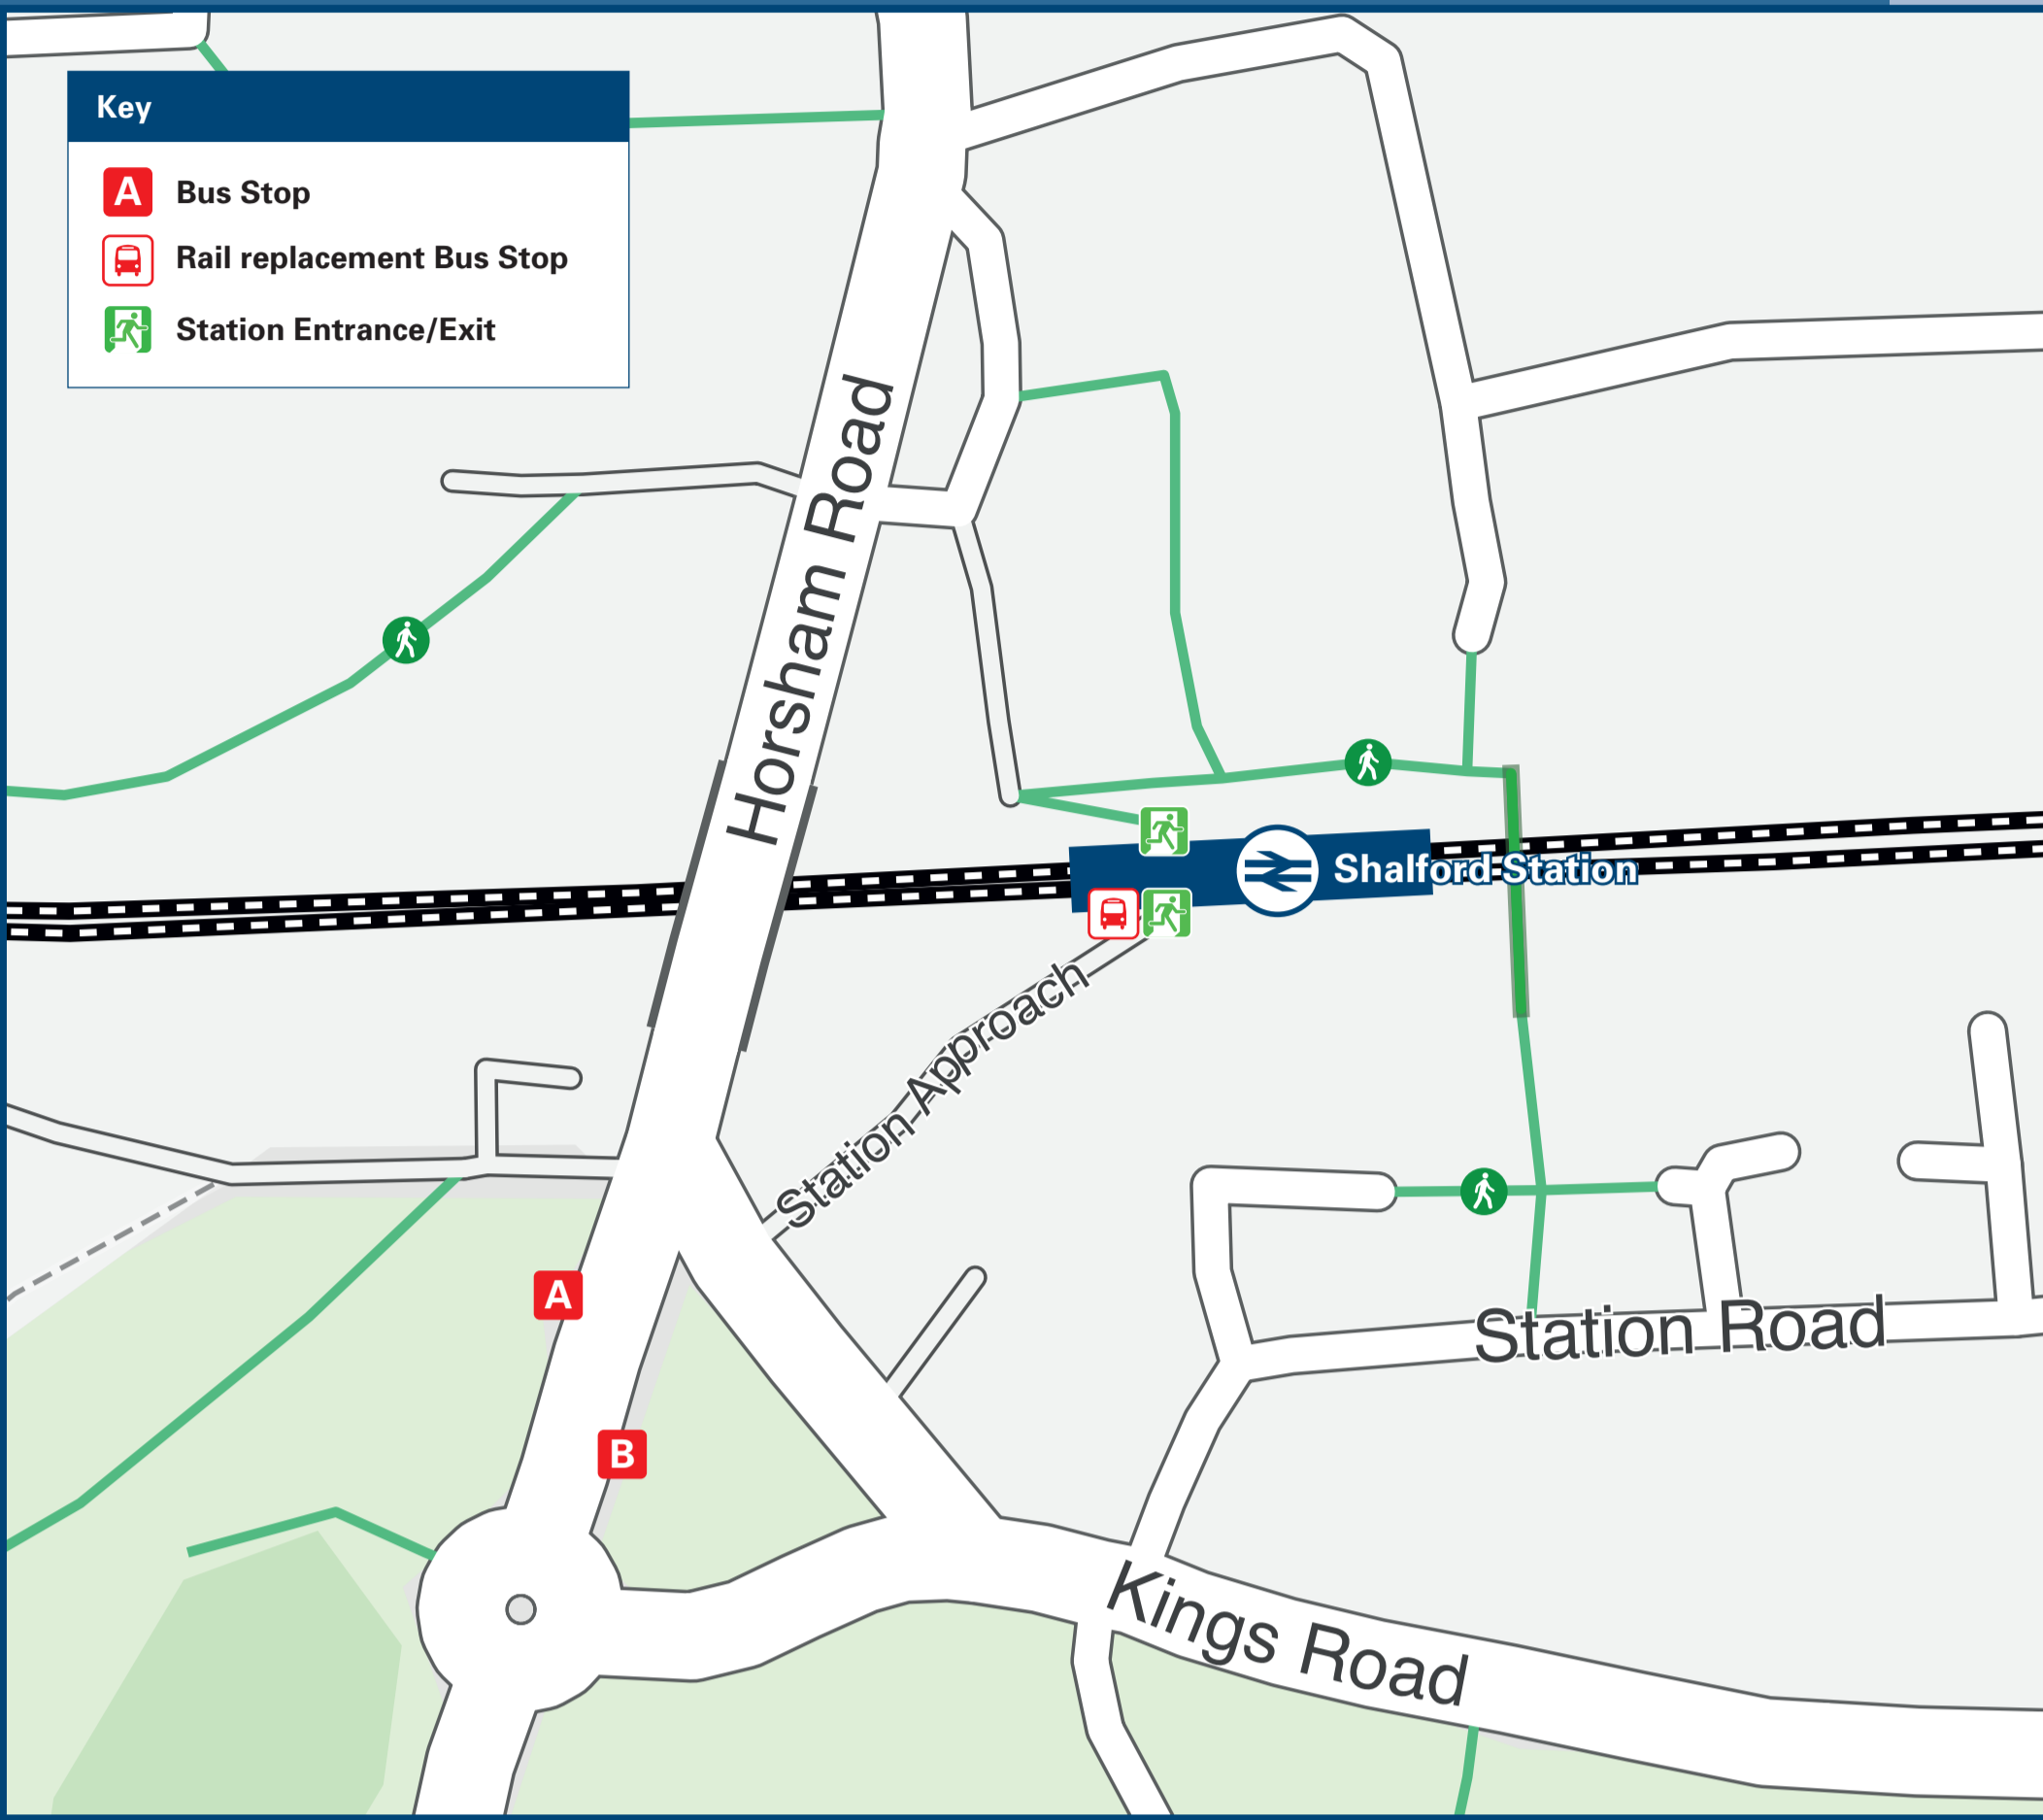 Key
A Bus Stop
Rail replacement Bus Stop
Station Entrance/Exit
Horsham Road
Shalford Station
Station Approach
A
Station Road
B
Kings Road